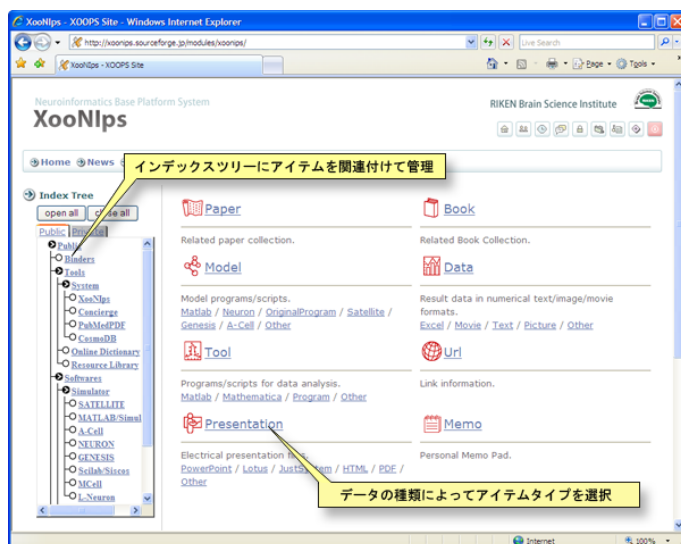 XooNIps - XOOPS Site - Windows Internet Explorer
http://xoonips.sourceforge.jp/modules/xoonips/
Live Search
XooNIps - XOOPS Site
Page
Tools
Neuroinformatics Base Platform System
XooNIps
RIKEN Brain Science Institute
Home News
インデックスツリーにアイテムを関連付けて管理
Index Tree
open all close all
Public Private
Public
Binders
Tools
System
XooNIps
Concierge
PubMedPDF
CosmoDB
Online Dictionary
Resource Library
Softwares
Simulator
SATELLITE
MATLAB/Simul
A-Cell
NEURON
GENESIS
Scilab/Sixcos
MCell
L-Neuron
Paper
Related paper collection.
Book
Related Book Collection.
Model
Model programs/scripts.
Matlab / Neuron / OriginalProgram / Satellite /
Genesis / A-Cell / Other
Data
Result data in numerical text/image/movie
formats.
Excel / Movie / Text / Picture / Other
Tool
Programs/scripts for data analysis.
Matlab / Mathematica / Program / Other
Url
Link information.
Presentation
Electrical presentation
PowerPoint / Lotus / JustSystem / HTML / PDF /
Other
Memo
Personal Memo Pad.
データの種類によってアイテムタイプを選択
Internet
100%